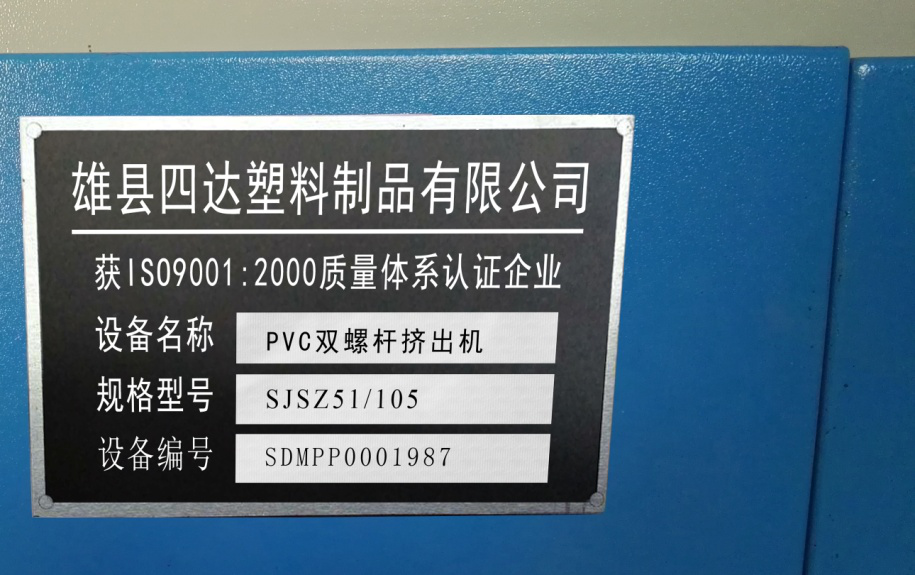 雄县四达塑料制品有限公司
获ISO9001:2000质量体系认证企业
设备名称 PVC双螺杆挤出机
规格型号 SJSZ51/105
设备编号 SDMPP0001987